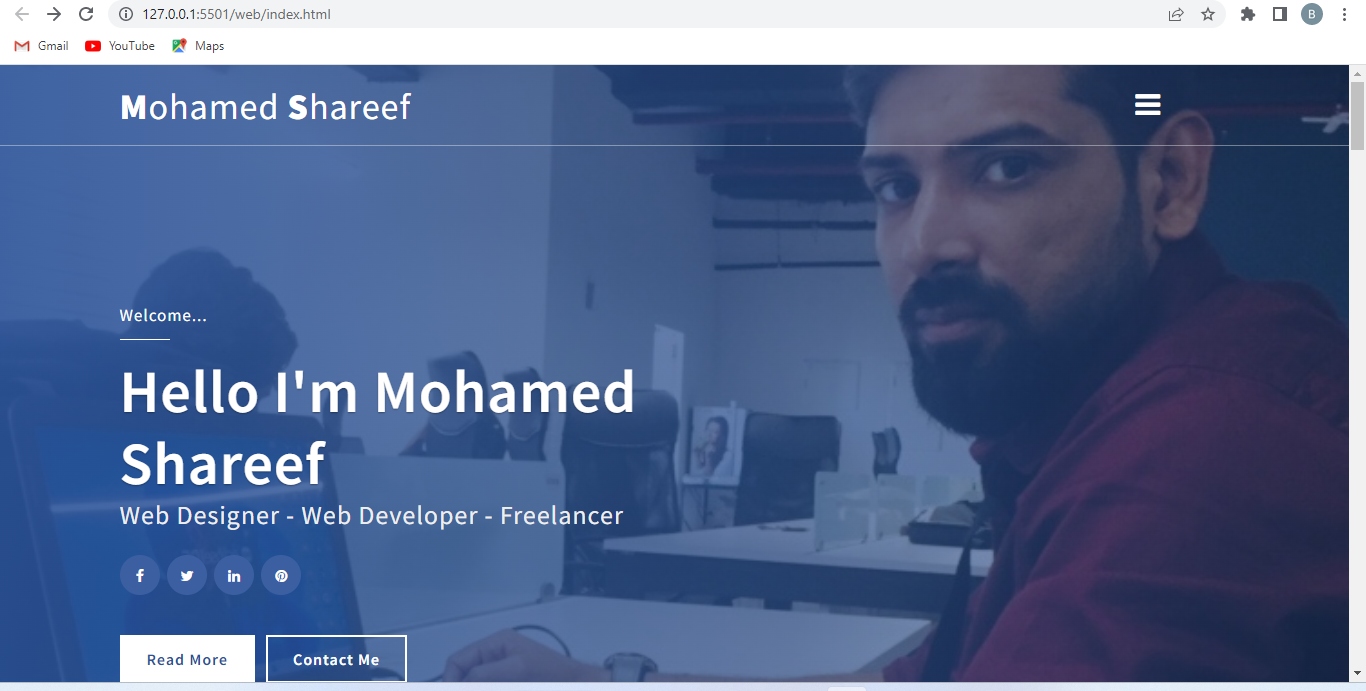 127.0.0.1:5501/web/index.html
B
Gmail YouTube Maps
Mohamed Shareef
Welcome...
Hello I'm Mohamed
Shareef
Web Designer - Web Developer - Freelancer
Read More Contact Me